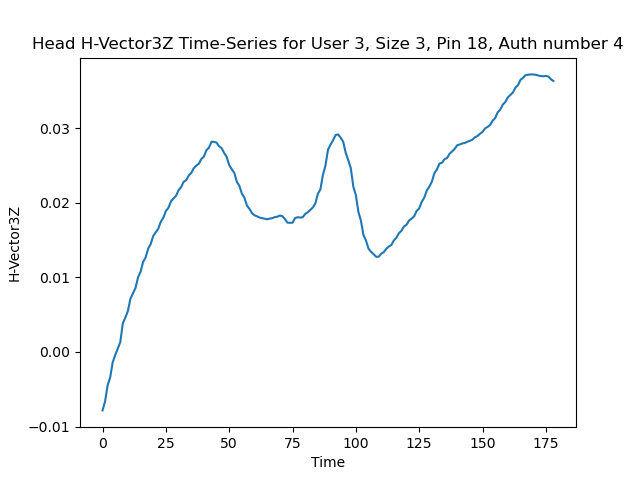 Head H-Vector3Z Time-Series for User 3, Size 3, Pin 18, Auth number 4
H-Vector3Z
0.03
0.02
0.01
0.00
−0.01
0 25 50 75 100 125 150 175
Time